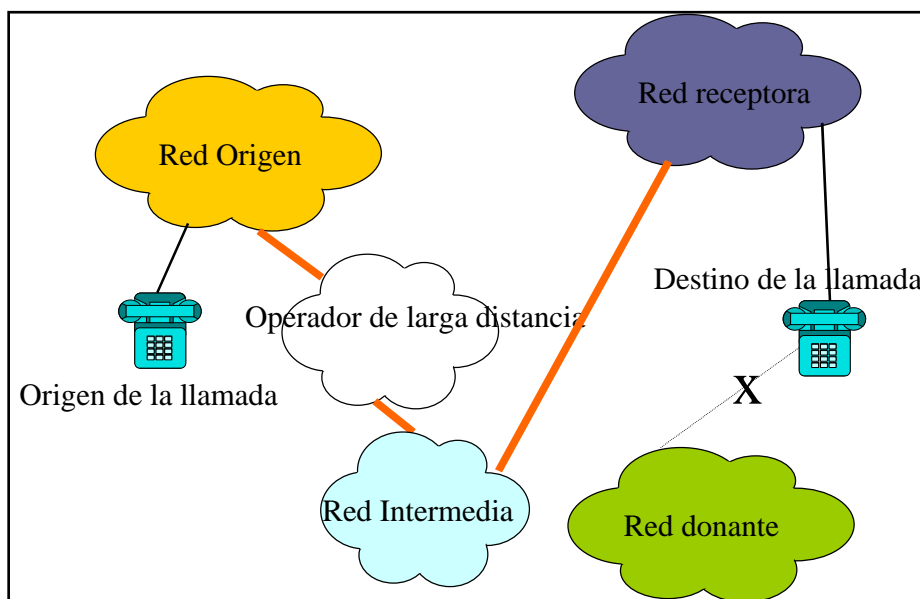 Red receptora
Red Origen
Destino de la llamada
Operador de larga distancia
Origen de la llamada
X
Red Intermedia
Red donante